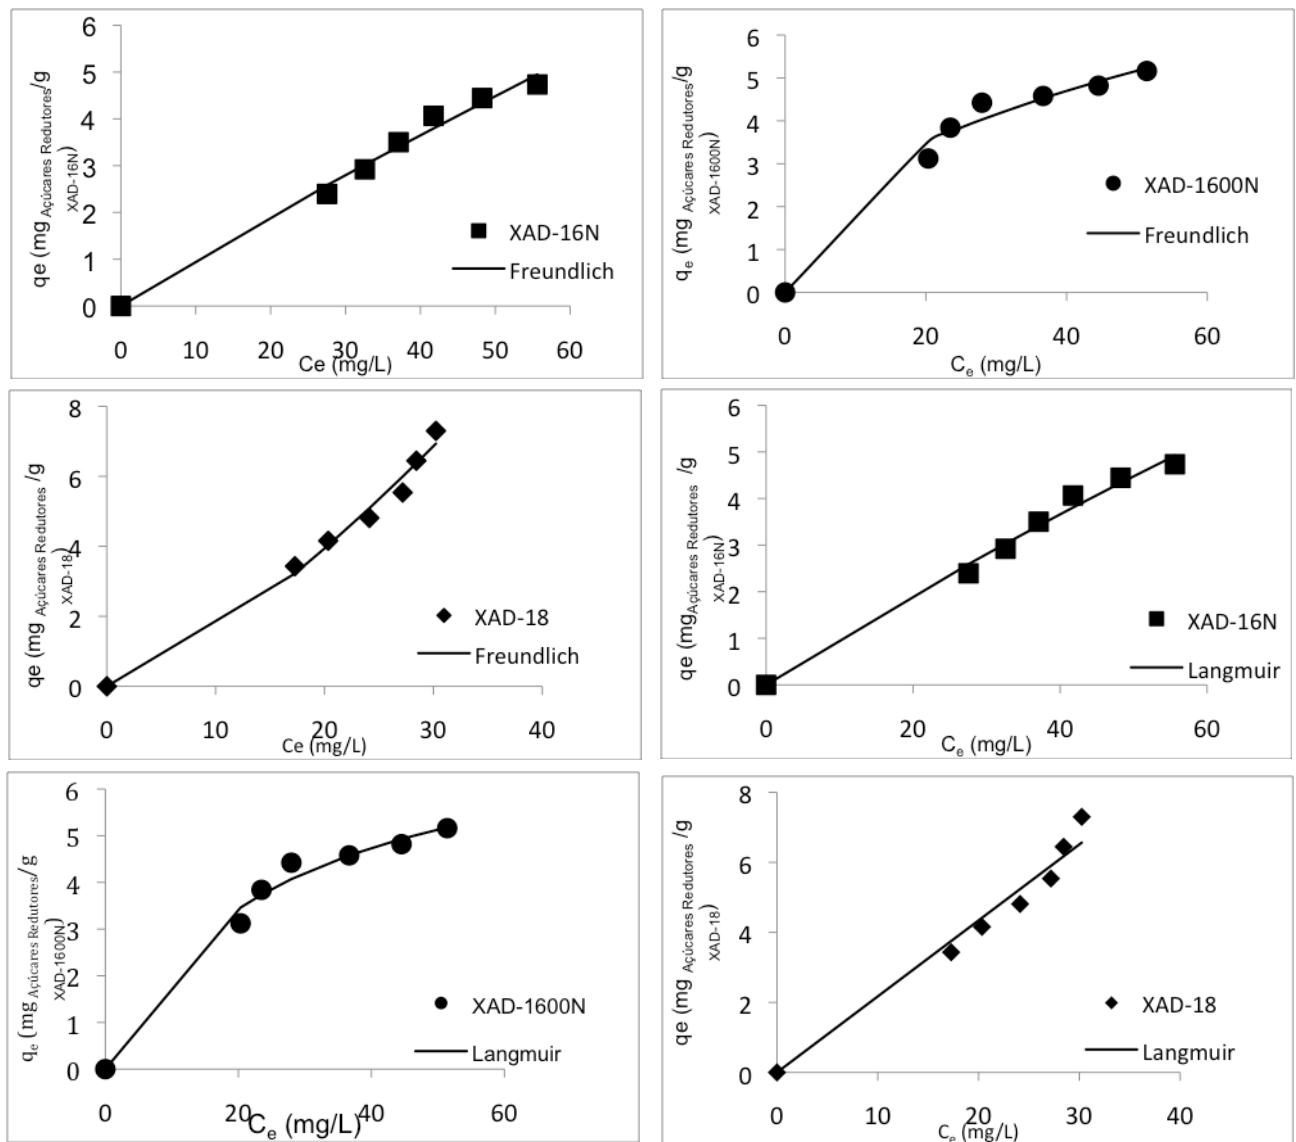 qe (mg Açúcares Redutores/g
XAD-16N)
6
5
4
3
2
1
0
XAD-16N
Freundlich
0 10 20 30 40 50 60
Ce (mg/L)
qe (mg Açúcares Redutores/g
XAD-1600N)
6
5
4
3
2
1
0
XAD-1600N
Freundlich
0 20 40 60
Ce (mg/L)
qe (mg Açúcares Redutores /g
XAD-18)
8
6
4
2
0
XAD-18
Freundlich
0 10 20 30 40
Ce (mg/L)
qe (mgAçúcares Redutores /g
XAD-16N)
6
5
4
3
2
1
0
XAD-16N
Langmuir
0 20 40 60
Ce (mg/L)
qe (mg Açúcares Redutores/g
XAD-1600N)
6
5
4
3
2
1
0
XAD-1600N
Langmuir
0 20 40 60
Ce (mg/L)
qe (mg Açúcares Redutores /g
XAD-18)
8
6
4
2
0
XAD-18
Langmuir
0 10 20 30 40
Ce (mg/L)